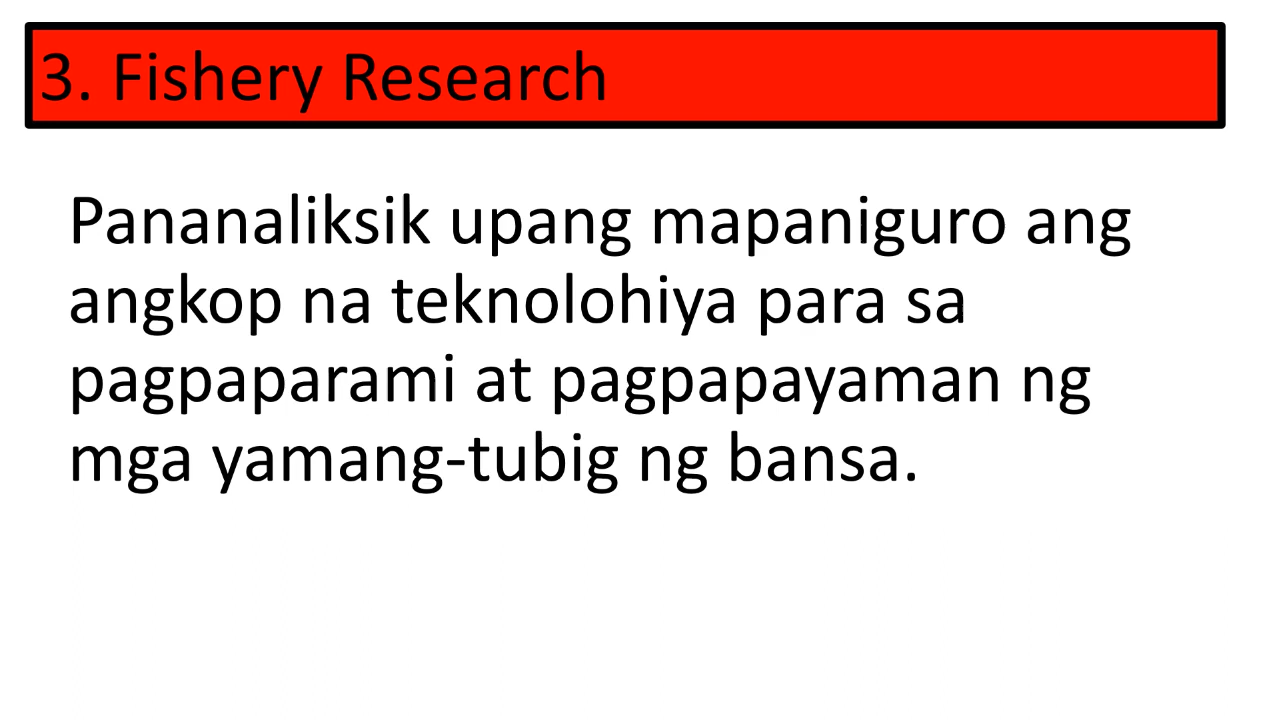 3. Fishery Research
Pananaliksik upang mapaniguro ang
angkop na teknolohiya para sa
pagpaparami at pagpapayaman ng
mga yamang-tubig ng bansa.